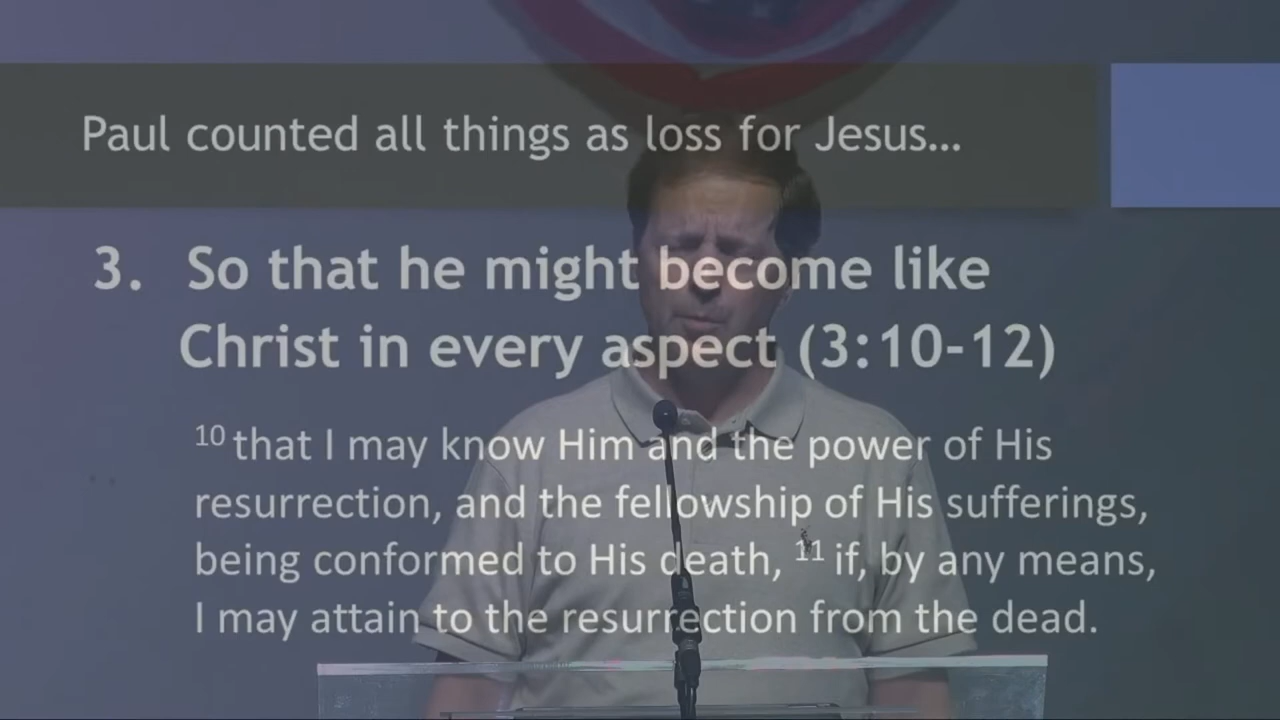 Paul counted all things as loss for Jesus...
3. So that he might become like
Christ in every aspect (3:10-12)
10 that I may know Him and the power of His
resurrection, and the fellowship of His sufferings,
being conformed to His death, 11 if, by any means,
I may attain to the resurrection from the dead.